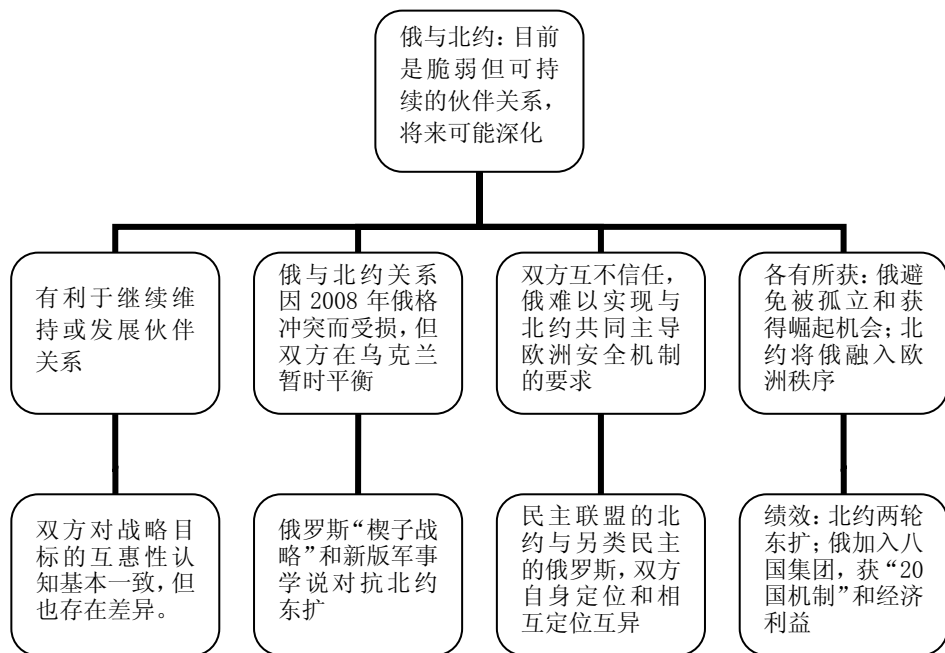 俄与北约：目前
是脆弱但可持
续的伙伴关系，
将来可能深化
有利于继续维
持或发展伙伴
关系
俄与北约关系
因 2008 年俄格
冲突而受损，但
双方在乌克兰
暂时平衡
双方互不信任，
俄难以实现与
北约共同主导
欧洲安全机制
的要求
各有所获：俄避
免被孤立和获
得崛起机会；北
约将俄融入欧
洲秩序
双方对战略目
标的互惠性认
知基本一致，但
也存在差异。
俄罗斯“楔子战
略”和新版军事
学说对抗北约
东扩
民主联盟的北
约与另类民主
的俄罗斯，双方
自身定位和相
互定位互异
绩效：北约两轮
东扩；俄加入八
国集团，获“20
国机制”和经济
利益